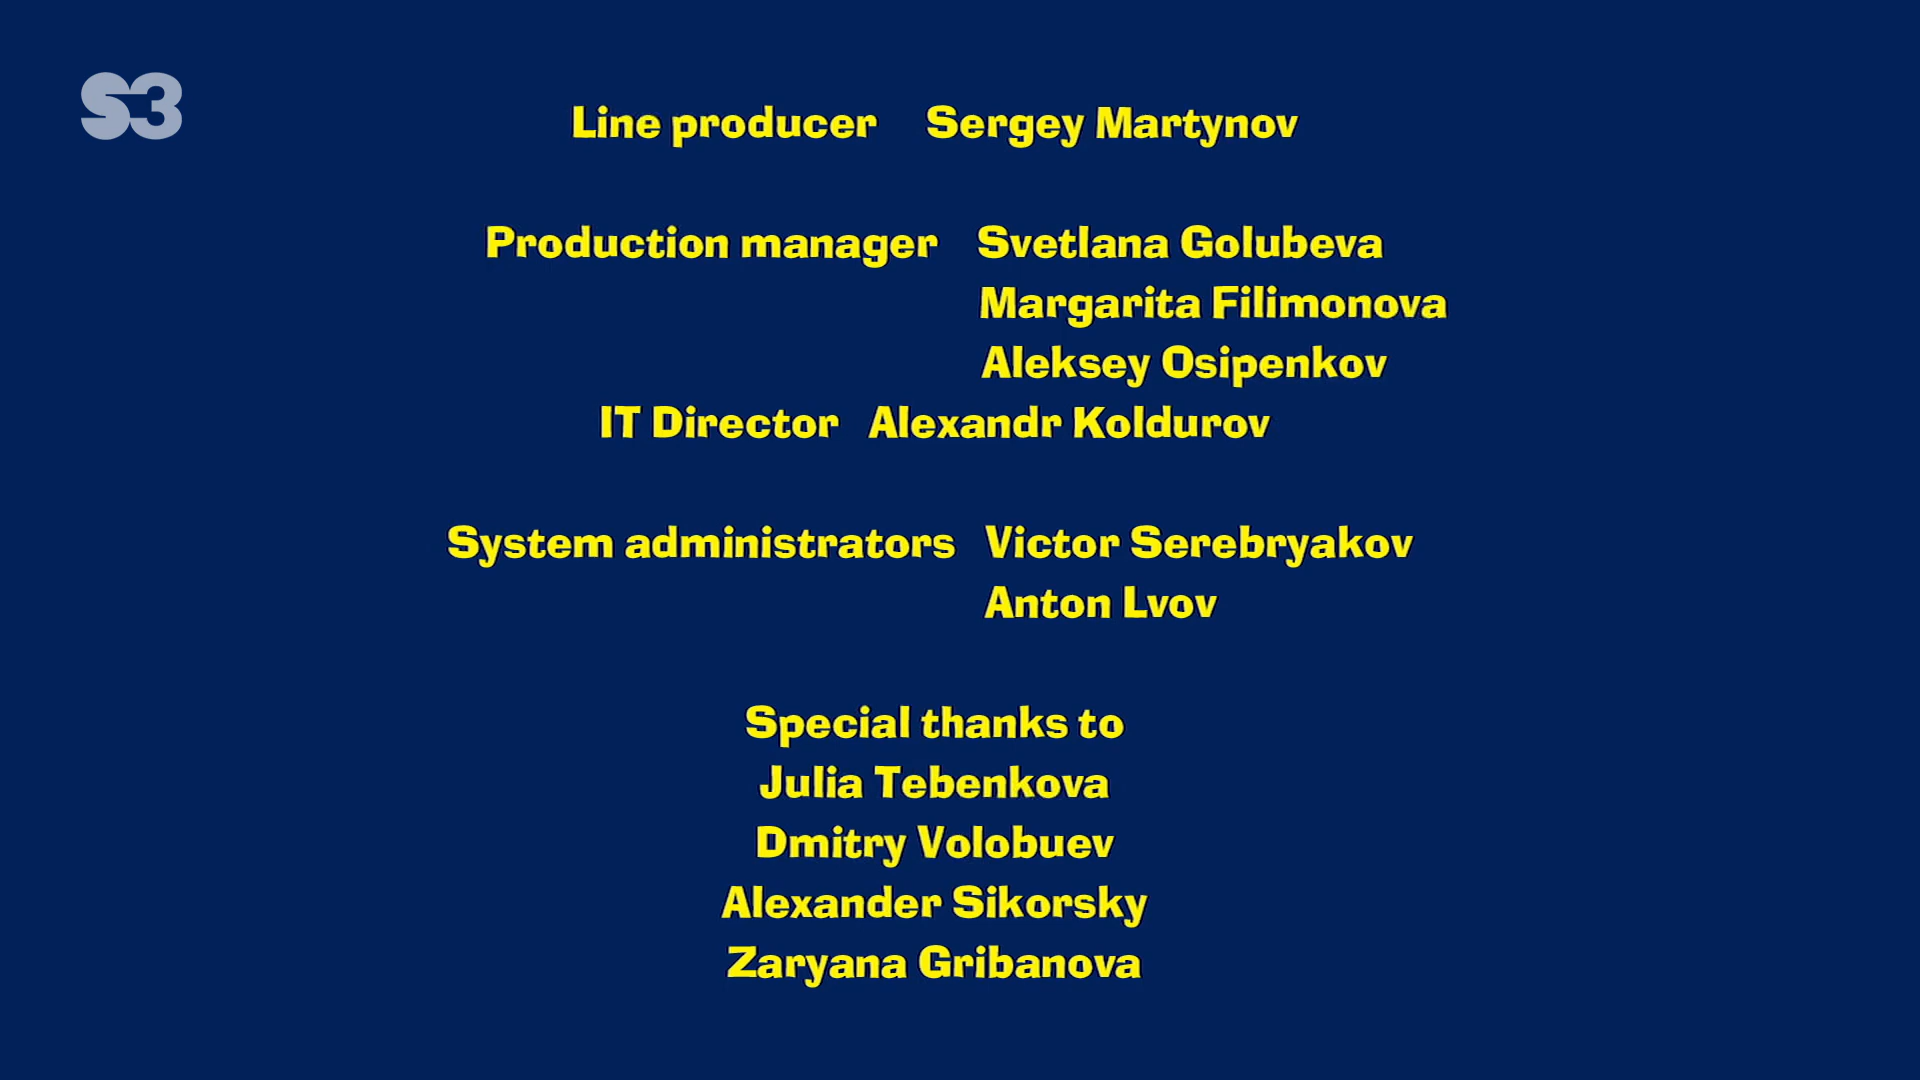 S3
Line producer Sergey Martynov
Production manager Svetlana Golubeva
Margarita Filimonova
Aleksey Osipenkov
IT Director Alexandr Koldurov
System administrators Victor Serebryakov
Anton Lvov
Special thanks to
Julia Tebenkova
Dmitry Volobuev
Alexander Sikorsky
Zaryana Gribanova